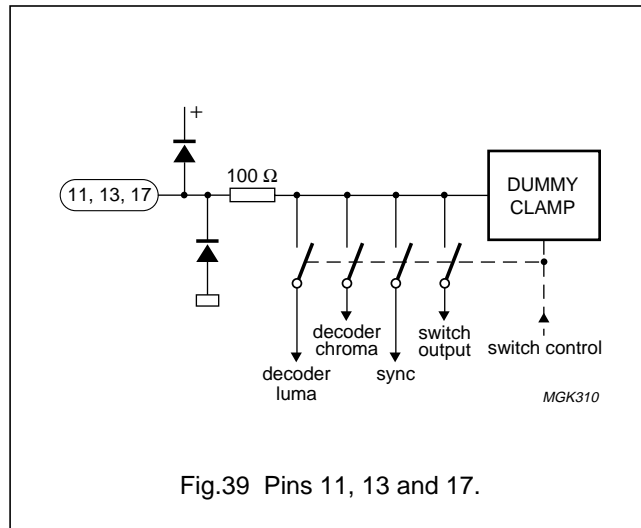 +
100 Ω
11, 13, 17
DUMMY
CLAMP
decoder
chroma
switch
output
switch control
decoder
luma
sync
MGK310
Fig.39 Pins 11, 13 and 17.